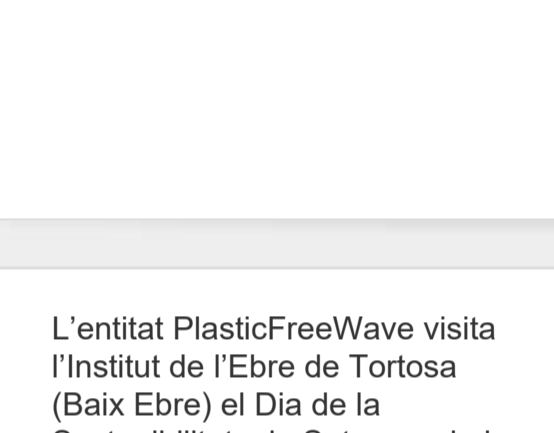 L’entitat PlasticFreeWave visita
l’Institut de l’Ebre de Tortosa
(Baix Ebre) el Dia de la